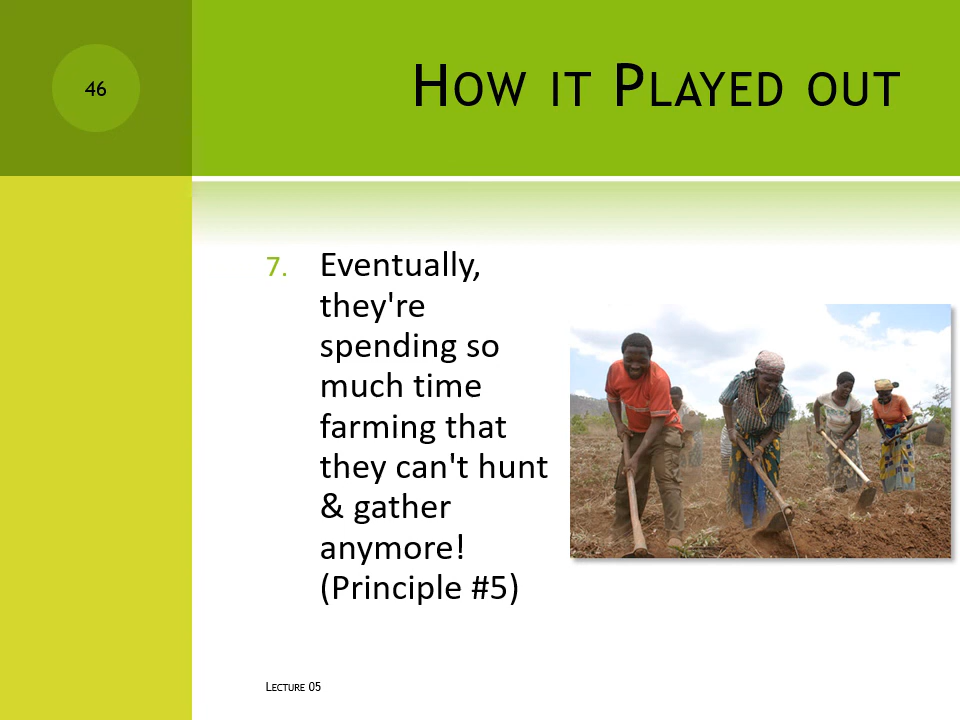 46
How it Played out
7. Eventually,
they're
spending so
much time
farming that
they can't hunt
& gather
anymore!
(Principle #5)
Lecture 05